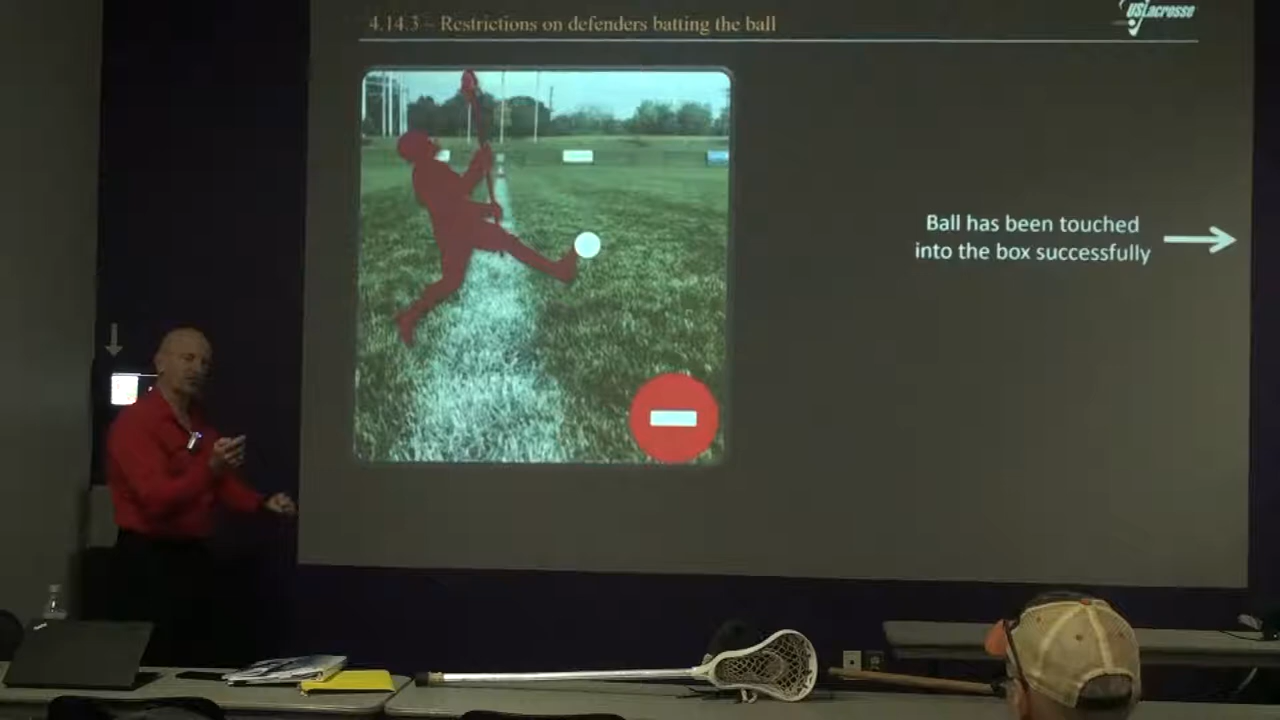 4.14.3 – Restrictions on defenders batting the ball
USLacrosse
Ball has been touched
into the box successfully